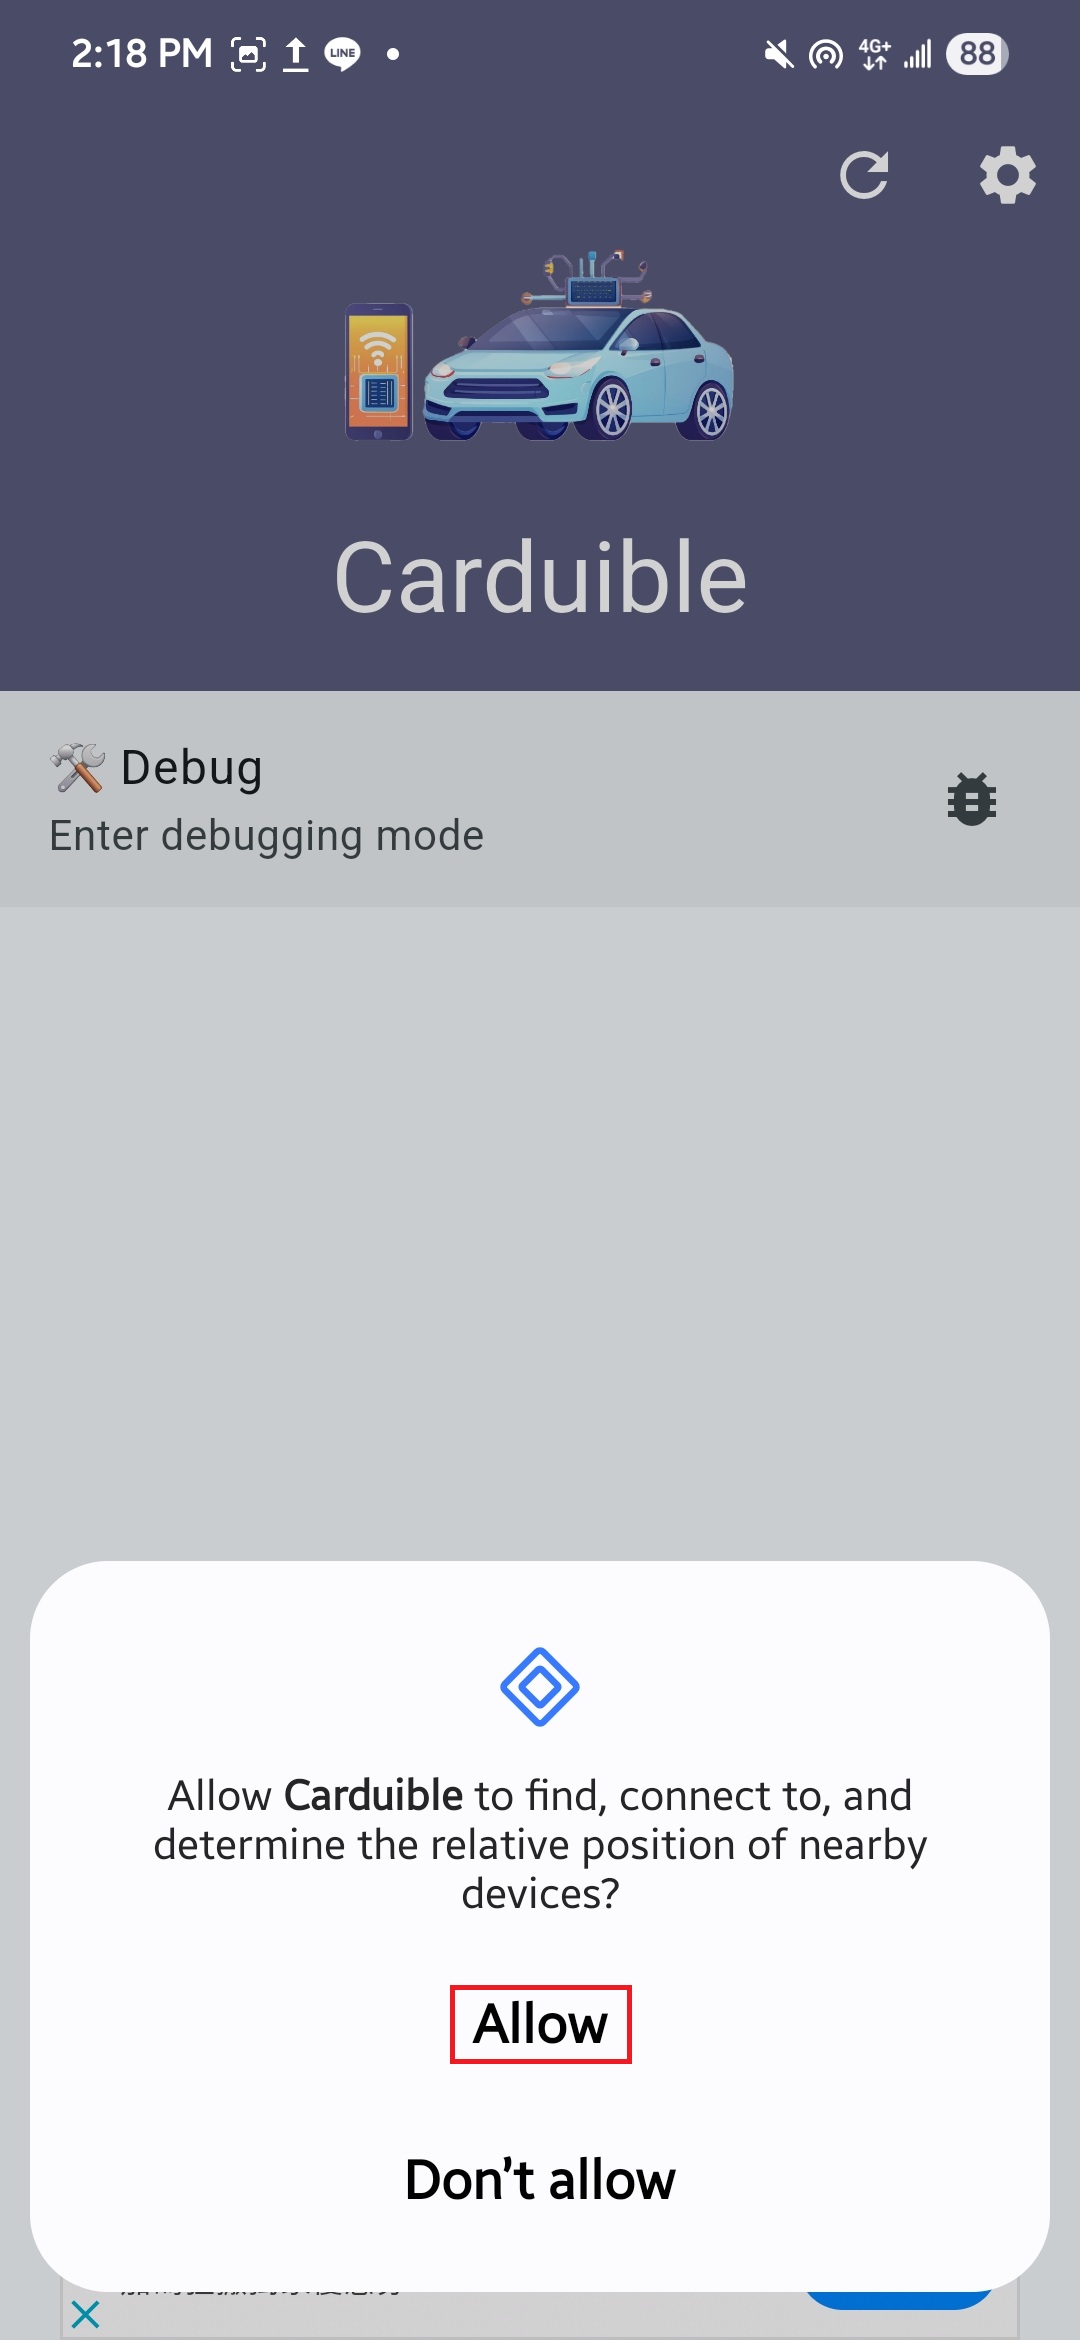 2:18 PM LINE 4G+ 88
Carduible
Debug
Enter debugging mode
Allow Carduible to find, connect to, and
determine the relative position of nearby
devices?
Allow
Don't allow